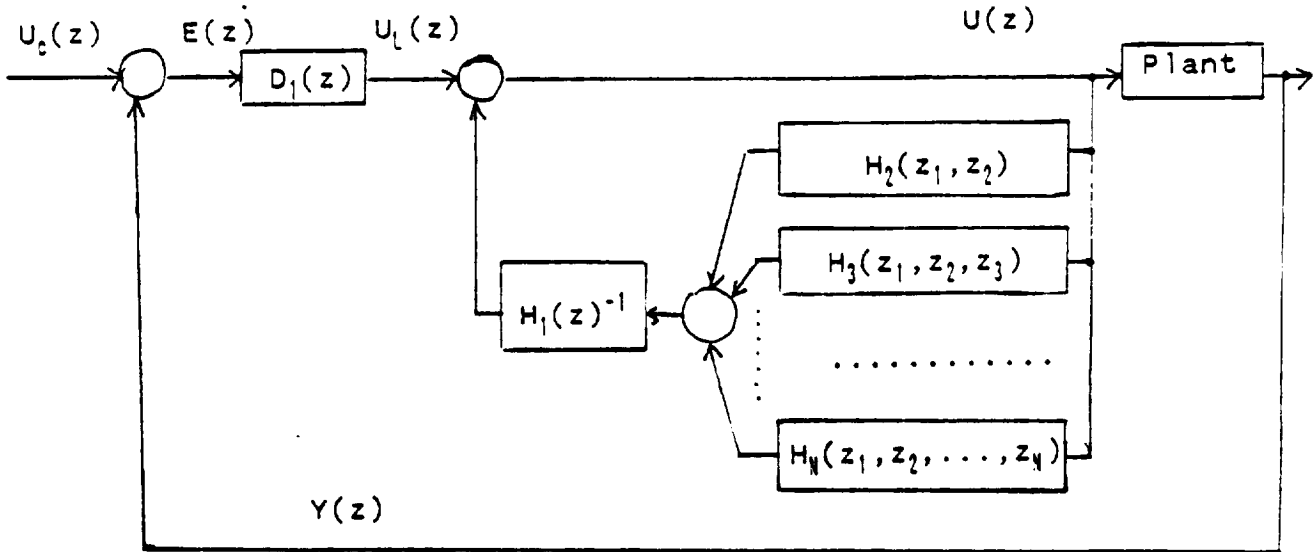 U_c(z) E(z) U_L(z) U(z)
D_1(z) Plant
H_2(z_1, z_2)
H_3(z_1, z_2, z_3)
H_1(z)^-1
. . . . . . . . . . . .
H_N(z_1, z_2, ..., z_N)
Y(z)